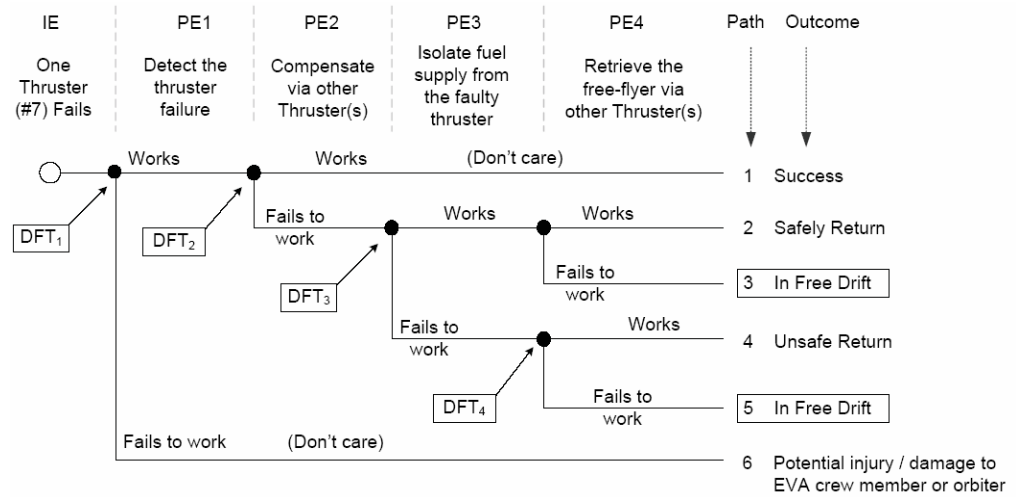 IE
PE1
PE2
PE3
PE4
Path
Outcome
One
Thruster
(#7) Fails
Detect the
thruster
failure
Compensate
via other
Thruster(s)
Isolate fuel
supply from
the faulty
thruster
Retrieve the
free-flyer via
other Thruster(s)
Works
Works
(Don't care)
1 Success
DFT1
DFT2
Fails to
work
Works
Works
2 Safely Return
DFT3
Fails to
work
3 In Free Drift
Fails to
work
Works
4 Unsafe Return
DFT4
Fails to
work
5 In Free Drift
Fails to work
(Don't care)
6 Potential injury / damage to
EVA crew member or orbiter